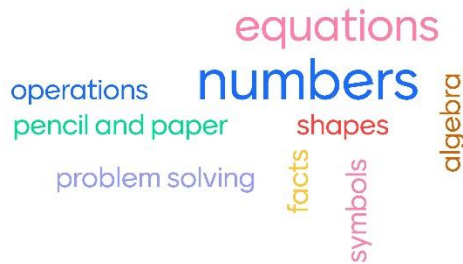 equations
numbers
operations
pencil and paper
shapes
algebra
problem solving
facts
symbols